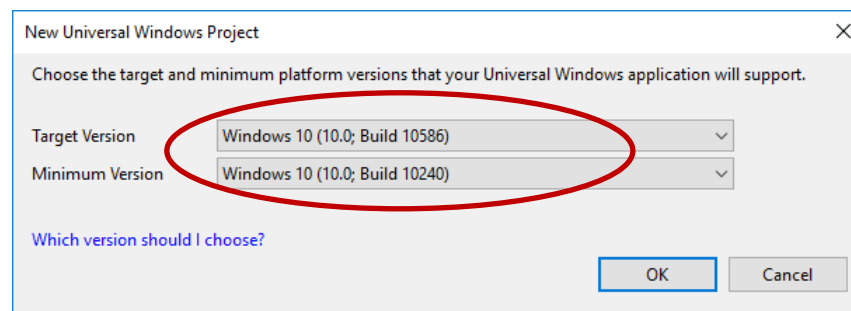 New Universal Windows Project
Choose the target and minimum platform versions that your Universal Windows application will support.
Target Version Windows 10 (10.0; Build 10586)
Minimum Version Windows 10 (10.0; Build 10240)
Which version should I choose?
OK Cancel